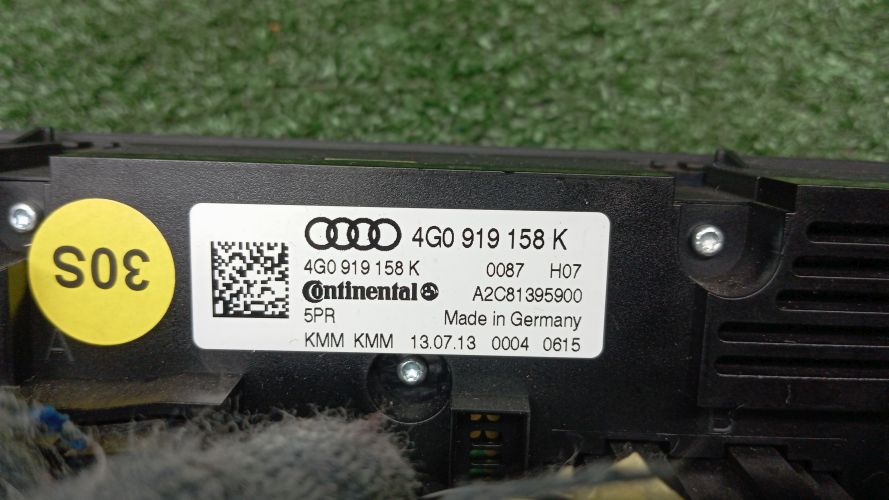 4G0 919 158 K
4G0 919 158 K 0087 H07
Continental A2C81395900
5PR Made in Germany
KMM KMM 13.07.13 0004 0615
30S
A